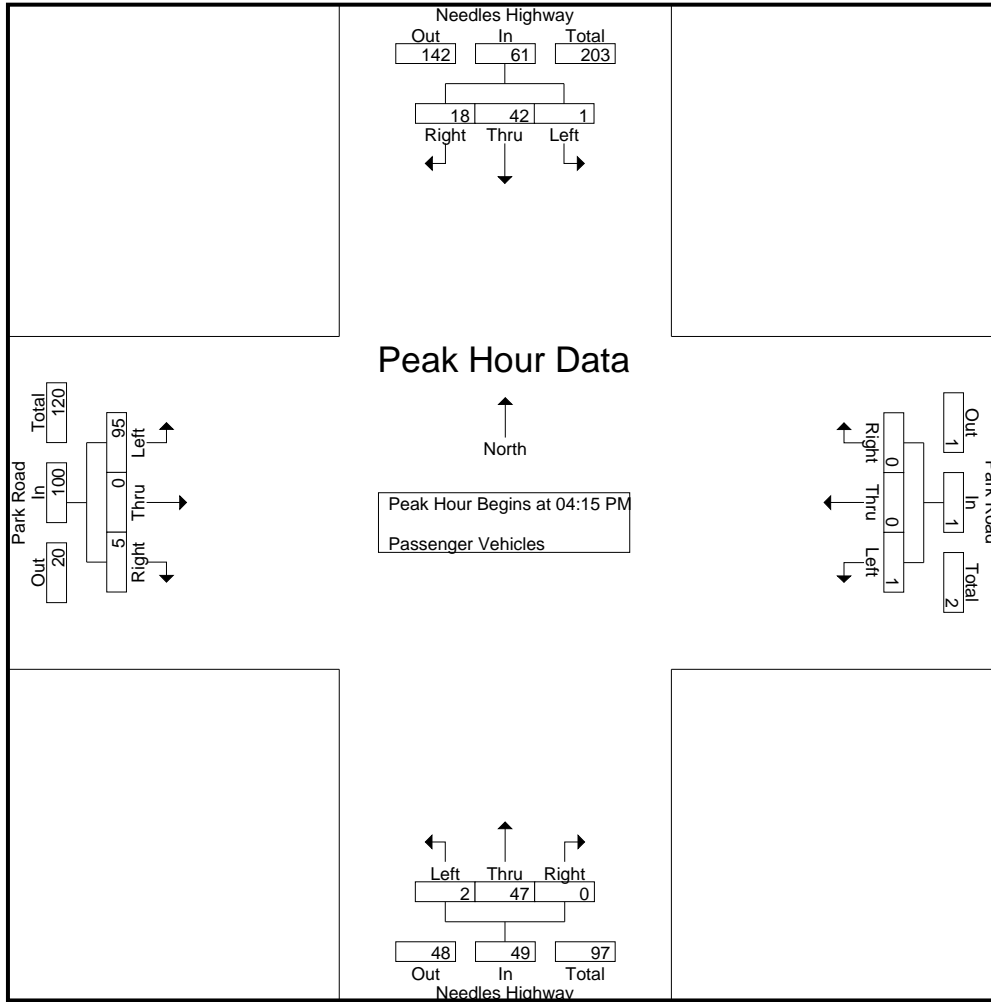 Needles Highway
Out In Total
142 61 203
18 42 1
Right Thru Left
Peak Hour Data
North
Peak Hour Begins at 04:15 PM
Passenger Vehicles
Park Road
Total In Out
120 100 20
95 0 5
Left Thru Right
Right Thru Left
0 0 1
Out In Total
1 1 2
Park Road
Left Thru Right
2 47 0
48 49 97
Out In Total
Needles Highway